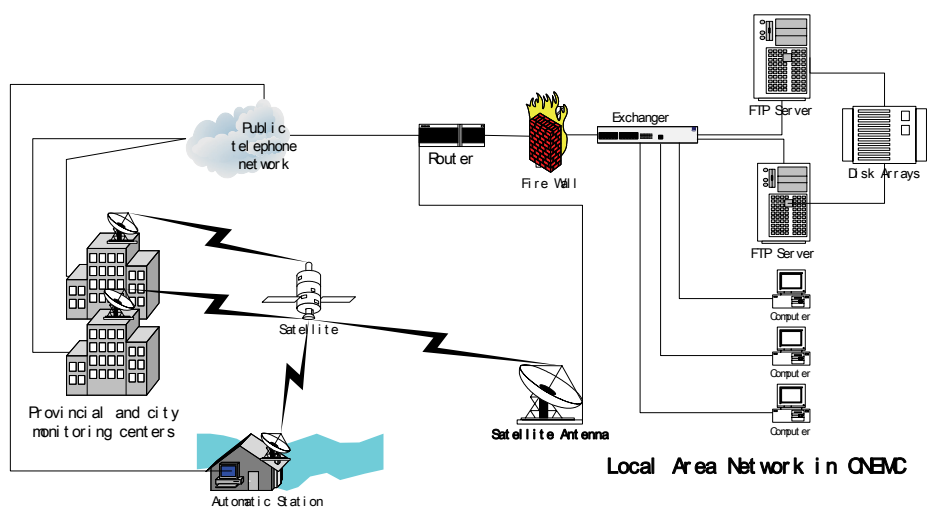 Public
telephone
network
Router
Fire Wall
Exchanger
FTP Server
Disk Arrays
FTP Server
Satellite
Computer
Computer
Computer
Provincial and city
monitoring centers
Satellite Antenna
Automatic Station
Local Area Network in CNEMC